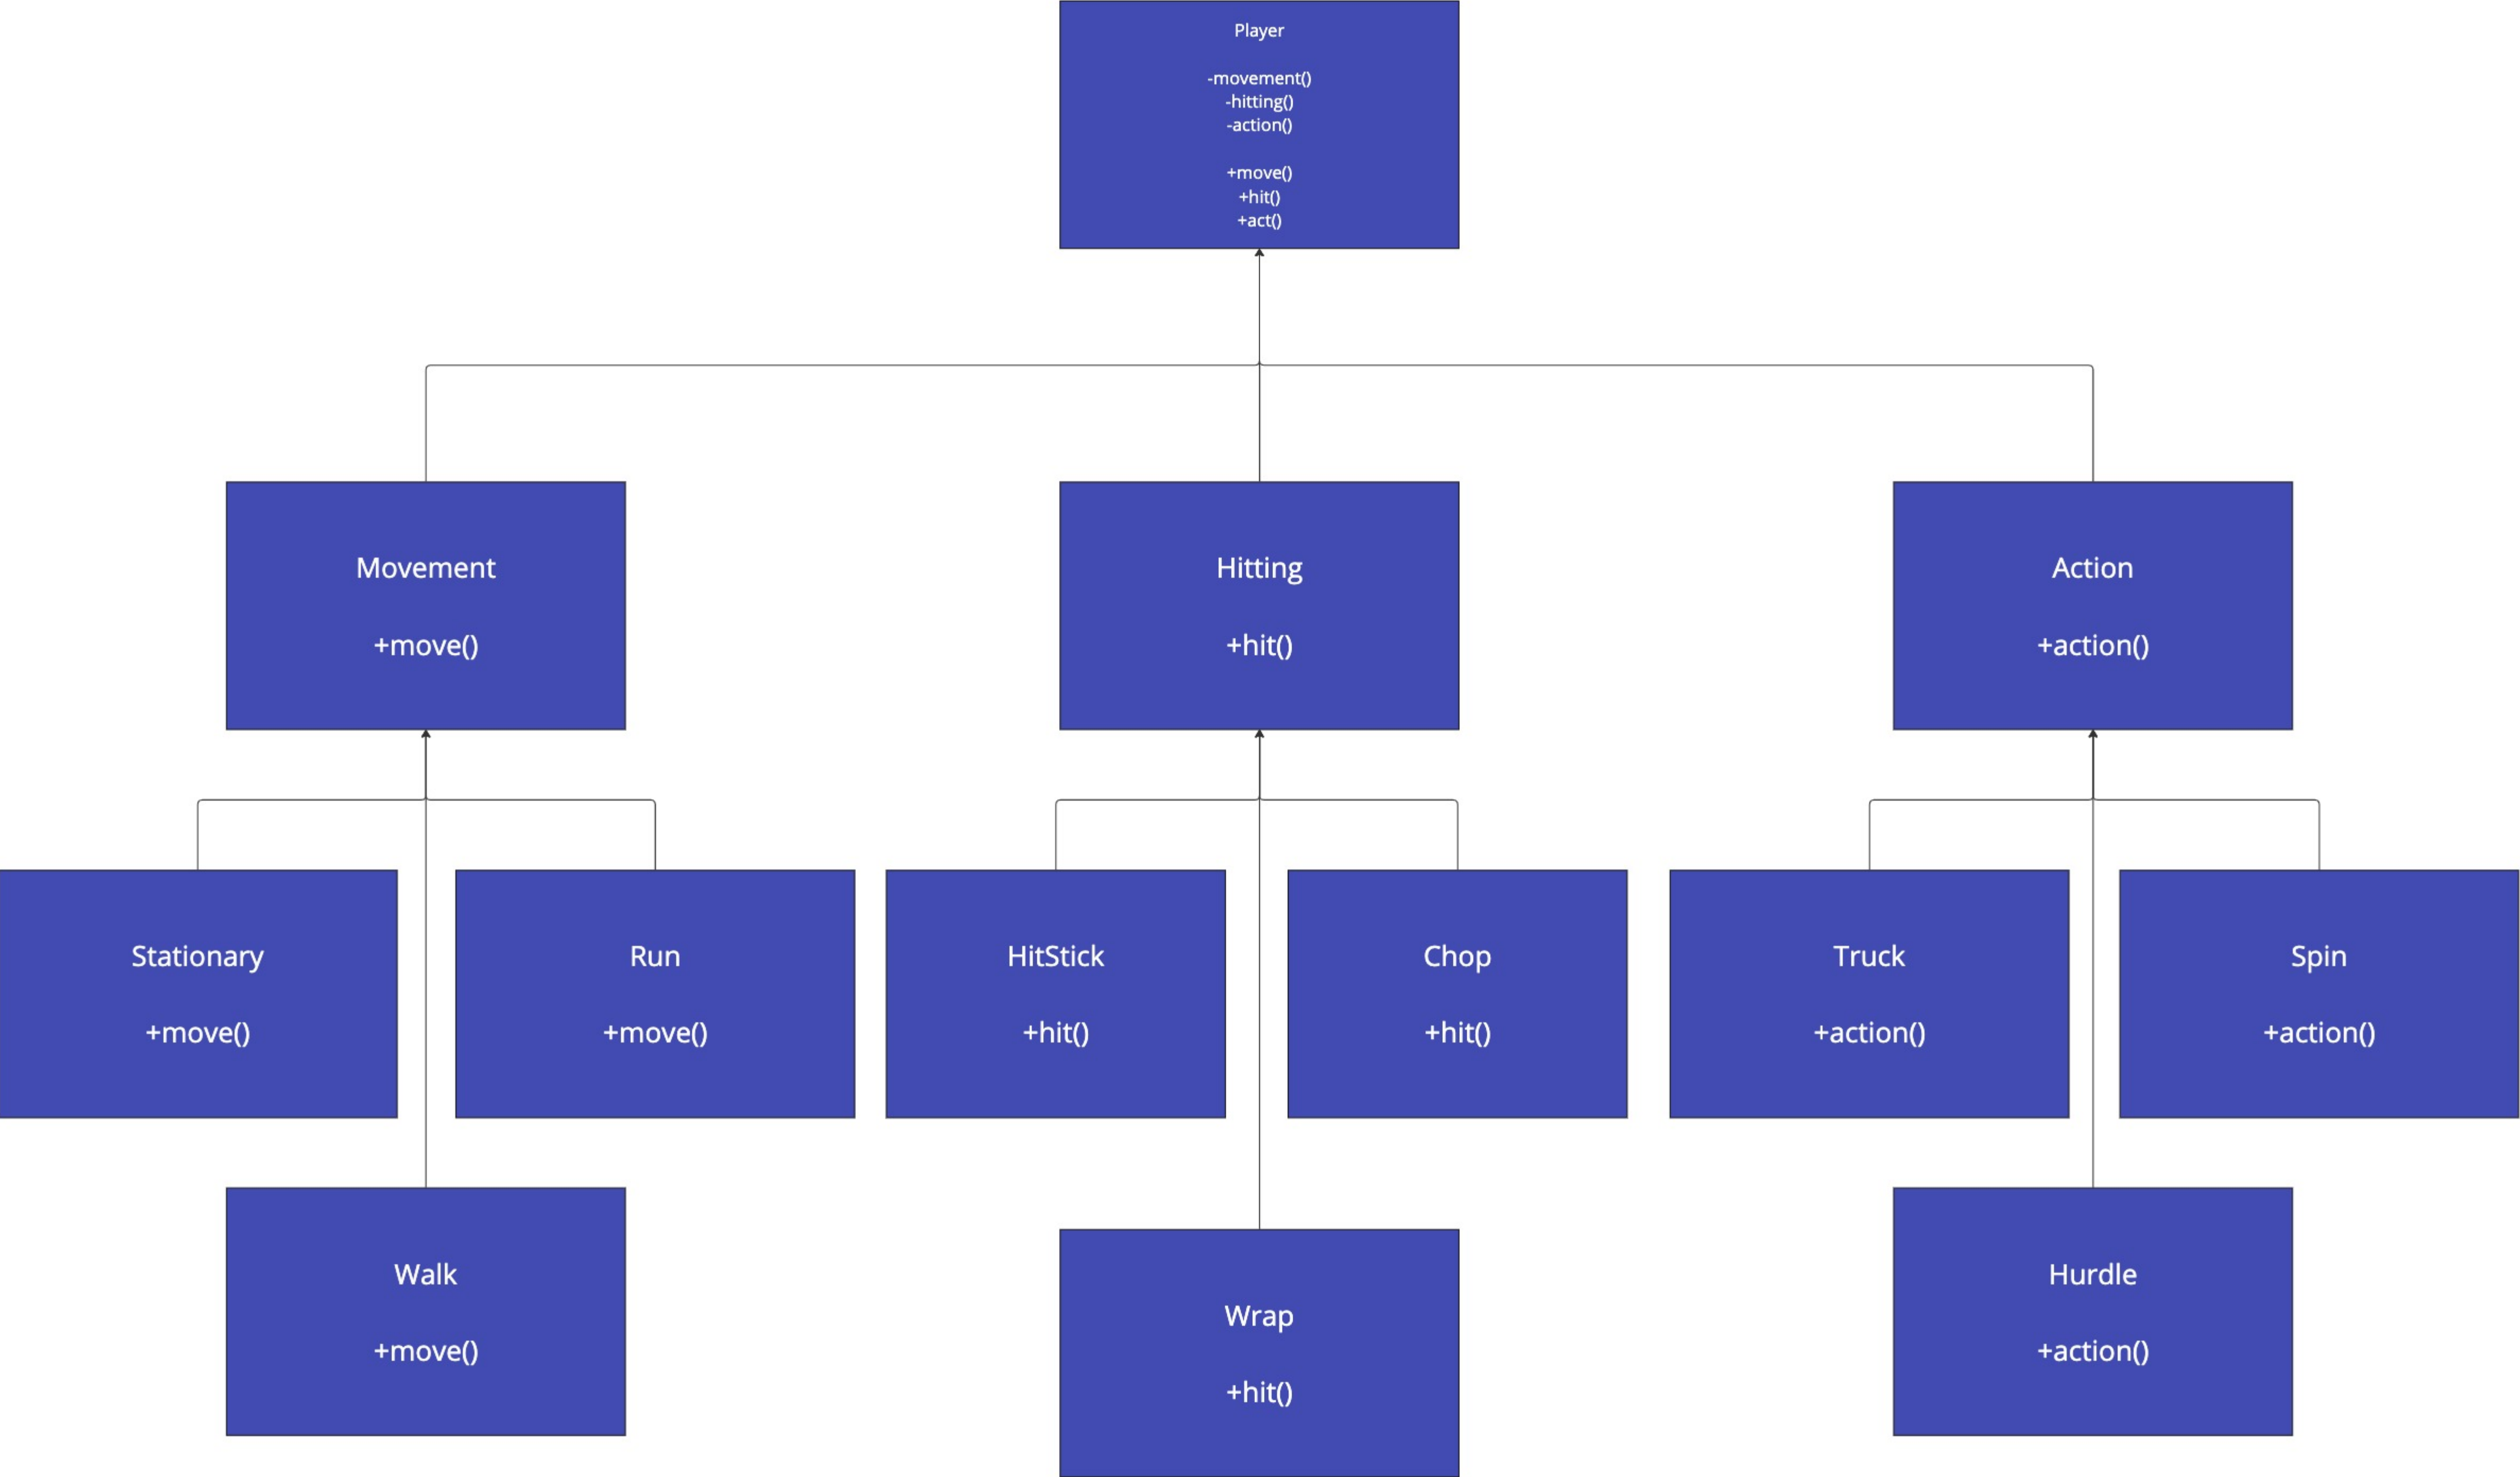 Player
-movement()
-hitting()
-action()
+move()
+hit()
+act()
Movement
+move()
Hitting
+hit()
Action
+action()
Stationary
+move()
Run
+move()
HitStick
+hit()
Chop
+hit()
Truck
+action()
Spin
+action()
Walk
+move()
Wrap
+hit()
Hurdle
+action()